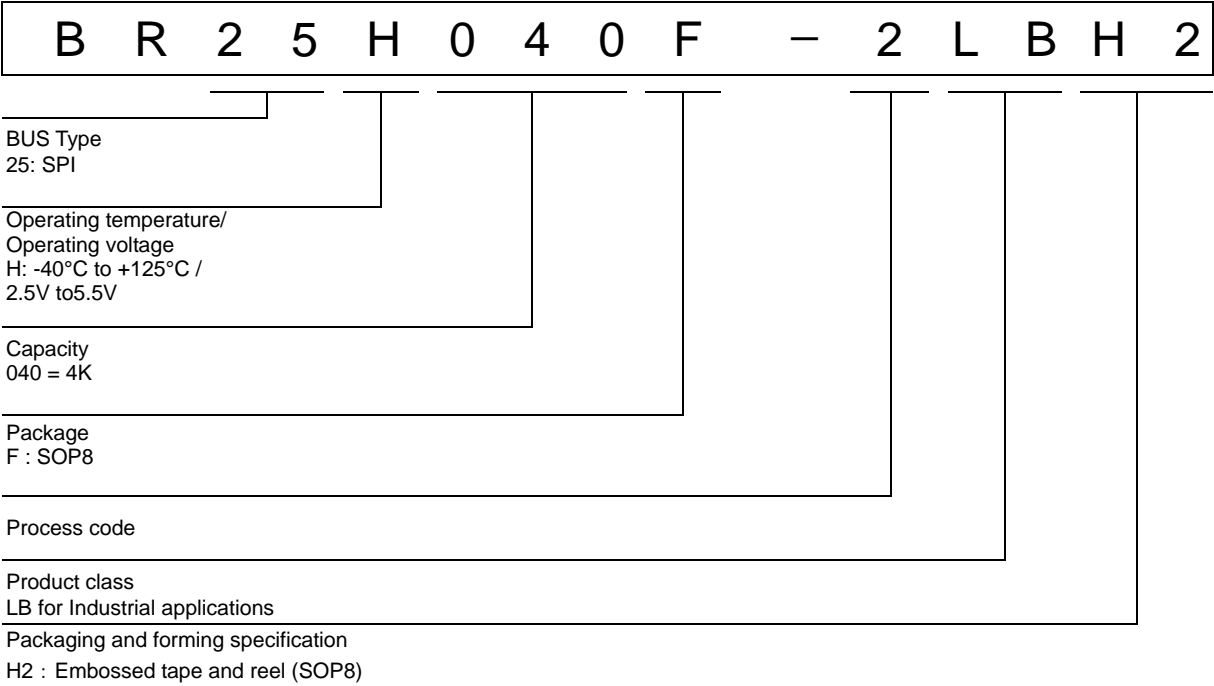 B R 2 5 H 0 4 0 F － 2 L B H 2
BUS Type
25: SPI
Operating temperature/
Operating voltage
H: -40°C to +125°C /
2.5V to5.5V
Capacity
040 = 4K
Package
F : SOP8
Process code
Product class
LB for Industrial applications
Packaging and forming specification
H2：Embossed tape and reel (SOP8)